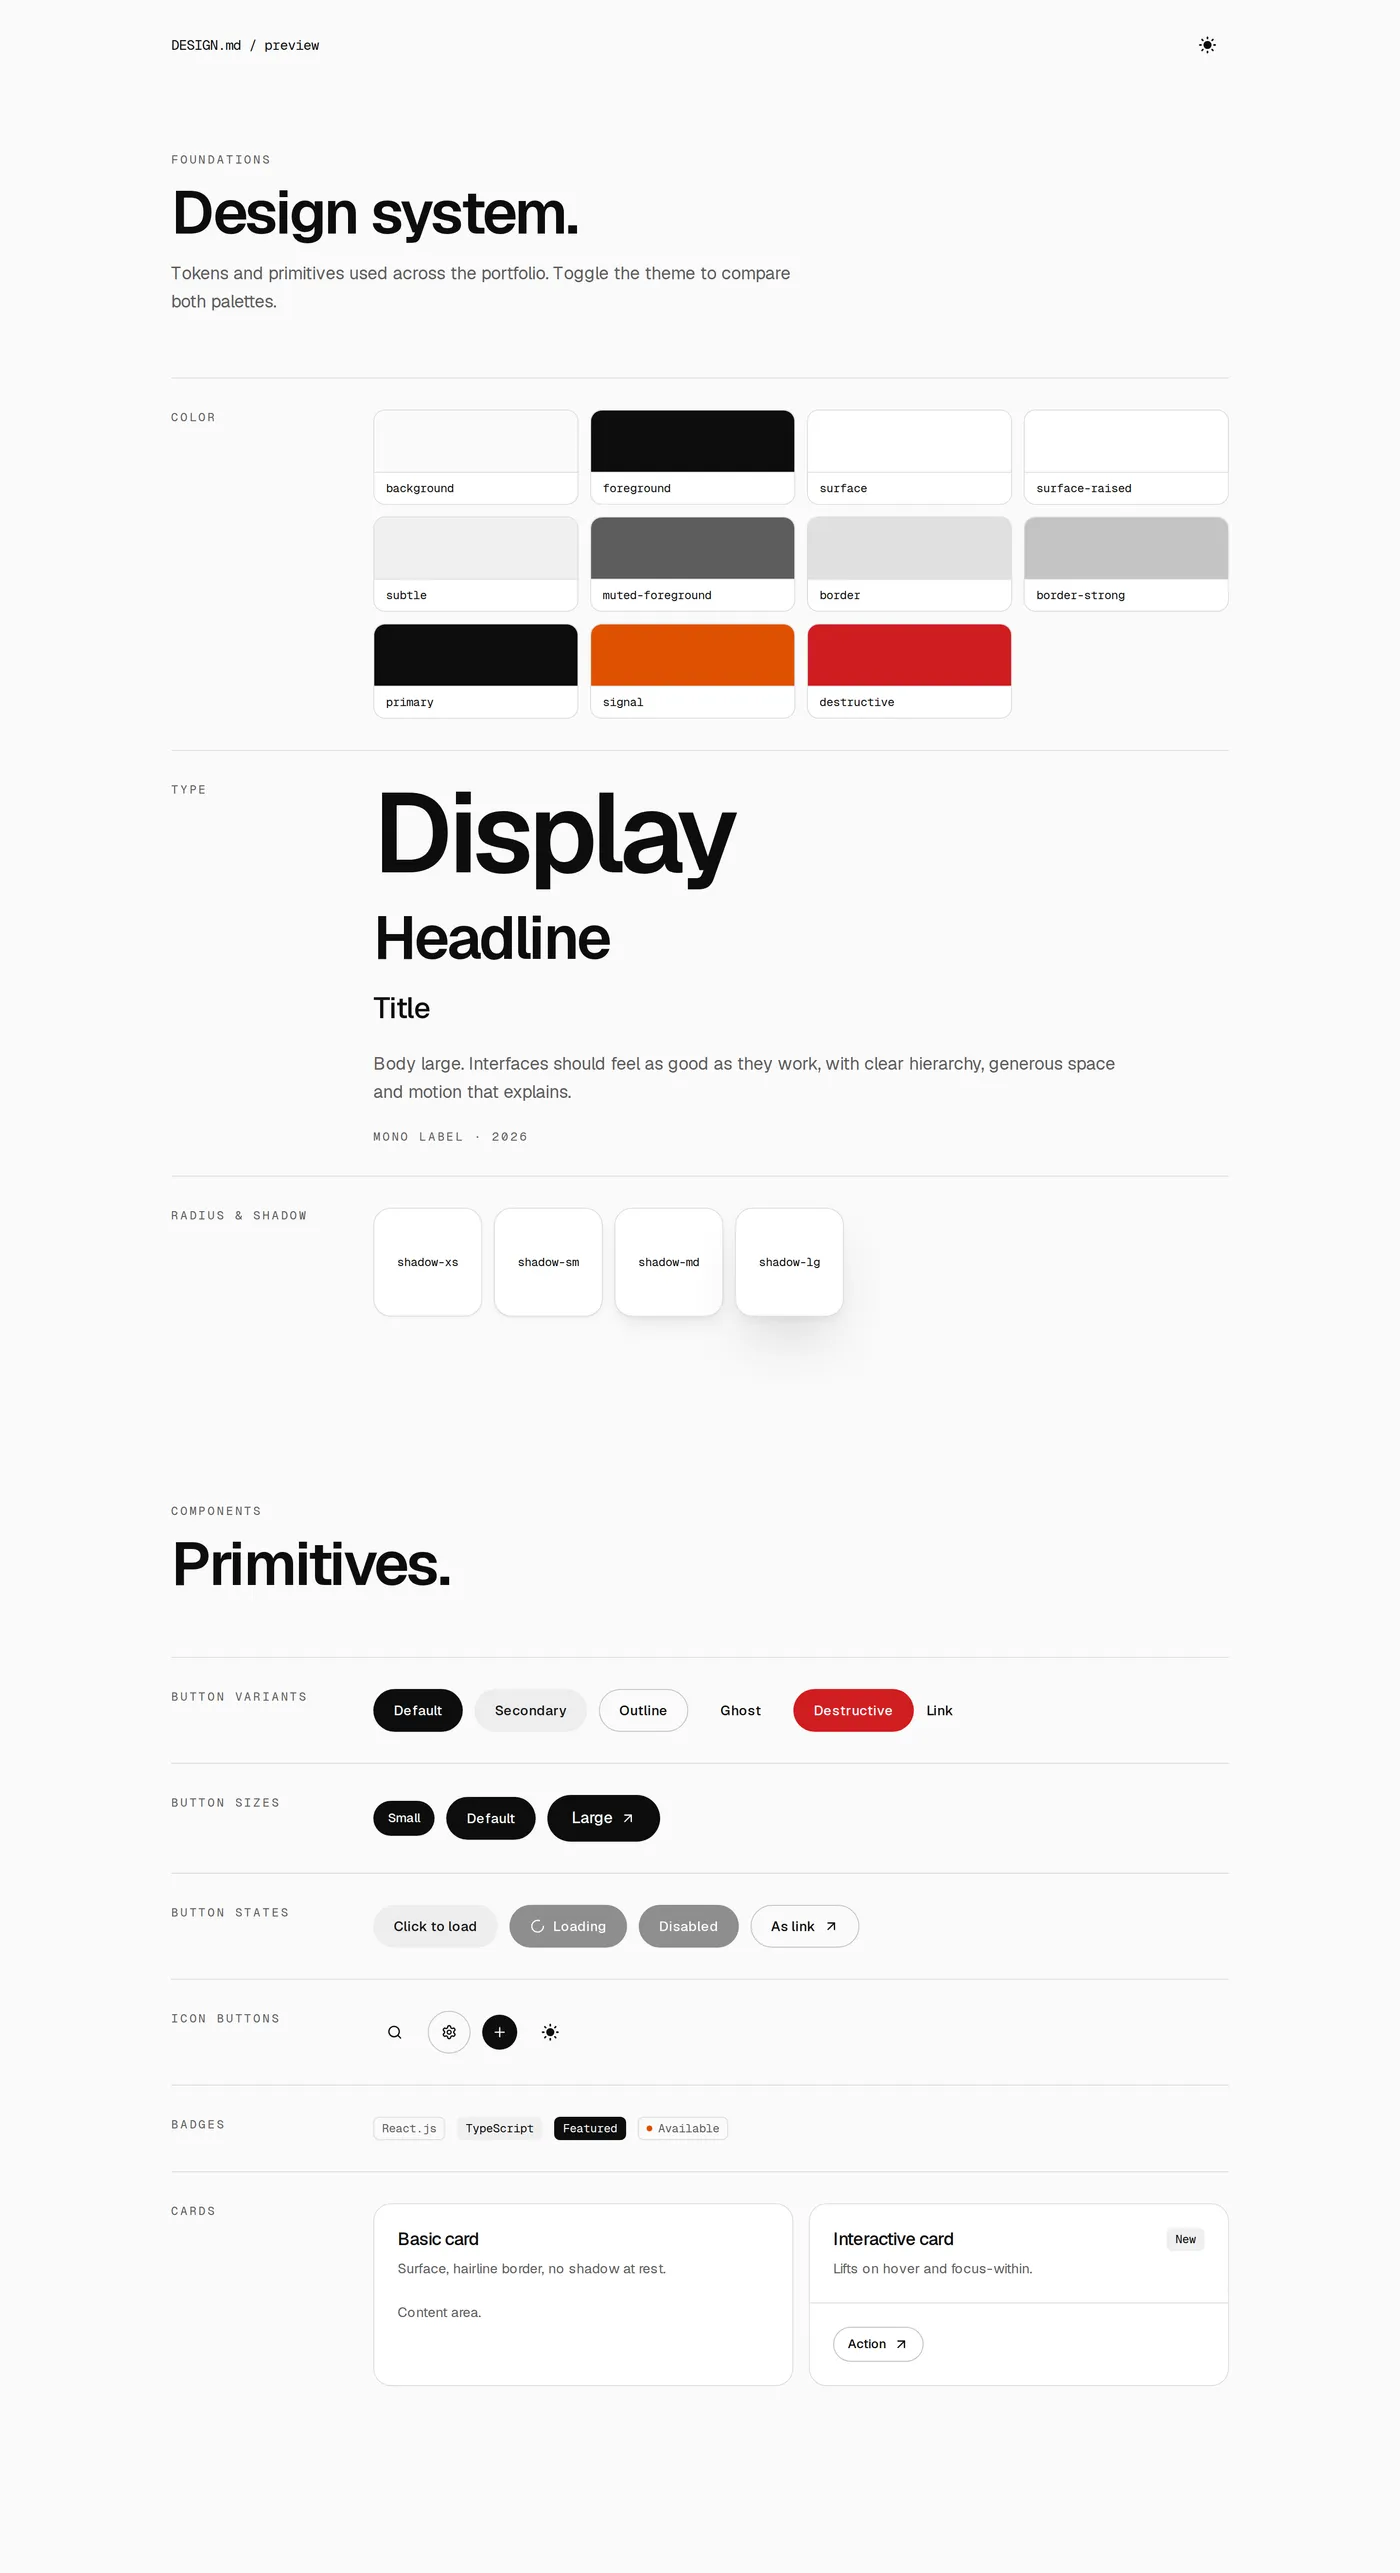 DESIGN.md / preview
FOUNDATIONS
Design system.
Tokens and primitives used across the portfolio. Toggle the theme to compare
both palettes.
COLOR
background
foreground
surface
surface-raised
subtle
muted-foreground
border
border-strong
primary
signal
destructive
TYPE
Display
Headline
Title
Body large. Interfaces should feel as good as they work, with clear hierarchy, generous space
and motion that explains.
MONO LABEL · 2026
RADIUS & SHADOW
shadow-xs
shadow-sm
shadow-md
shadow-lg
COMPONENTS
Primitives.
BUTTON VARIANTS
Default
Secondary
Outline
Ghost
Destructive
Link
BUTTON SIZES
Small
Default
Large
BUTTON STATES
Click to load
Loading
Disabled
As link
ICON BUTTONS
BADGES
React.js
TypeScript
Featured
Available
CARDS
Basic card
Surface, hairline border, no shadow at rest.
Content area.
Interactive card
New
Lifts on hover and focus-within.
Action